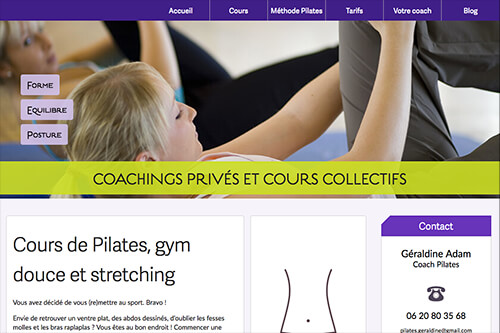 Accueil
Cours
Méthode Pilates
Tarifs
Votre coach
Blog
Forme
Equilibre
Posture
COACHINGS PRIVÉS ET COURS COLLECTIFS
Cours de Pilates, gym
douce et stretching
Vous avez décidé de vous (re)mettre au sport. Bravo !
Envie de retrouver un ventre plat, des abdos dessinés, d'oublier les fesses
molles et les bras raplaplas ? Vous êtes au bon endroit ! Commencer une
Contact
Géraldine Adam
Coach Pilates
06 20 80 35 68
pilates.geraldine@gmail.com